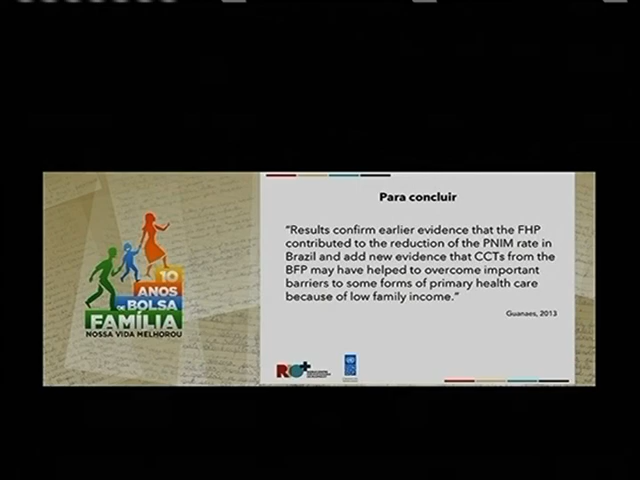 Para concluir
"Results confirm earlier evidence that the FHP
contributed to the reduction of the PNIM rate in
Brazil and add new evidence that CCTs from the
BFP may have helped to overcome important
barriers to some forms of primary health care
because of low family income."
Guanaes, 2013
10
ANOS
DE BOLSA
FAMÍLIA
NOSSA VIDA MELHOROU
RIO+